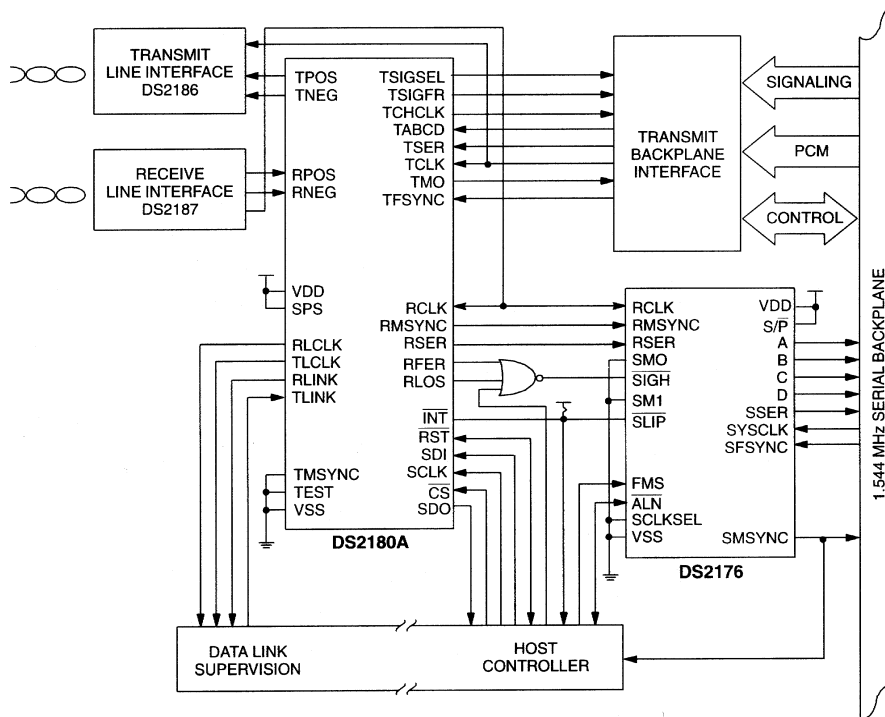 TRANSMIT
LINE INTERFACE
DS2186
RECEIVE
LINE INTERFACE
DS2187
TPOS
TNEG
RPOS
RNEG
VDD
SPS
RLCLK
TLCLK
RLINK
TLINK
TMSYNC
TEST
VSS
TSIGSEL
TSIGFR
TCHCLK
TABCD
TSER
TCLK
TMO
TFSYNC
RCLK
RMSYNC
RSER
RFER
RLOS
INT
RST
SDI
SCLK
CS
SDO
DS2180A
TRANSMIT
BACKPLANE
INTERFACE
SIGNALING
PCM
CONTROL
RCLK
RMSYNC
RSER
SMO
SIGH
SM1
SLIP
FMS
ALN
SCLKSEL
VSS
VDD
S/P
A
B
C
D
SSER
SYSCLK
SFSYNC
SMSYNC
DS2176
1.544 MHz SERIAL BACKPLANE
DATA LINK
SUPERVISION
HOST
CONTROLLER